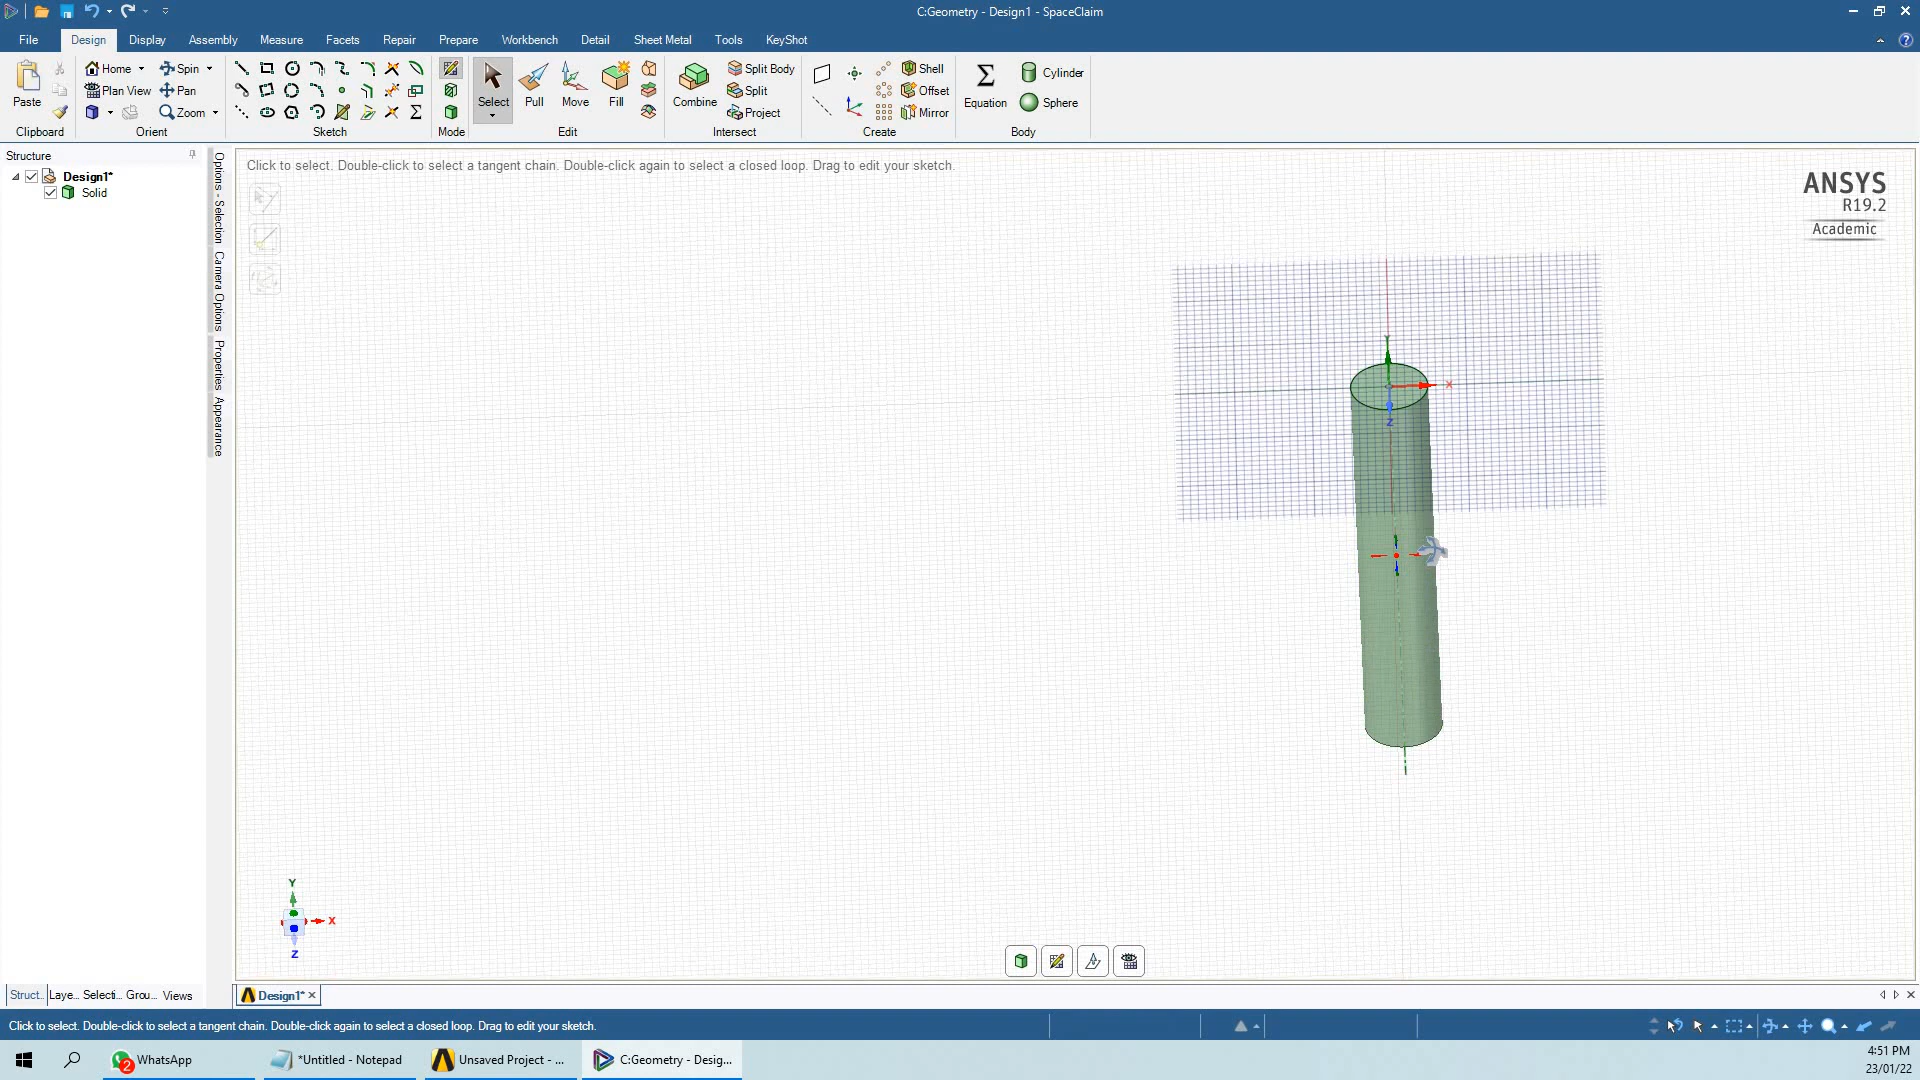 C:Geometry - Design1 - SpaceClaim
File Design Display Assembly Measure Facets Repair Prepare Workbench Detail Sheet Metal Tools KeyShot
Paste
Clipboard
Home Spin
Plan View Pan
Zoom
Orient
Sketch
Mode
Select Pull Move Fill
Edit
Combine
Split Body
Split
Project
Intersect
Shell
Offset
Mirror
Create
Equation
Cylinder
Sphere
Body
Structure
Design1*
Solid
Options - Selection
Camera Options
Properties
Appearance
Click to select. Double-click to select a tangent chain. Double-click again to select a closed loop. Drag to edit your sketch.
ANSYS
R19.2
Academic
Y
X
Z
Y
X
Z
Struct... Laye... Selecti... Grou... Views
Design1*
Click to select. Double-click to select a tangent chain. Double-click again to select a closed loop. Drag to edit your sketch.
2
WhatsApp
*Untitled - Notepad
Unsaved Project - ...
C:Geometry - Desig...
4:51 PM
23/01/22